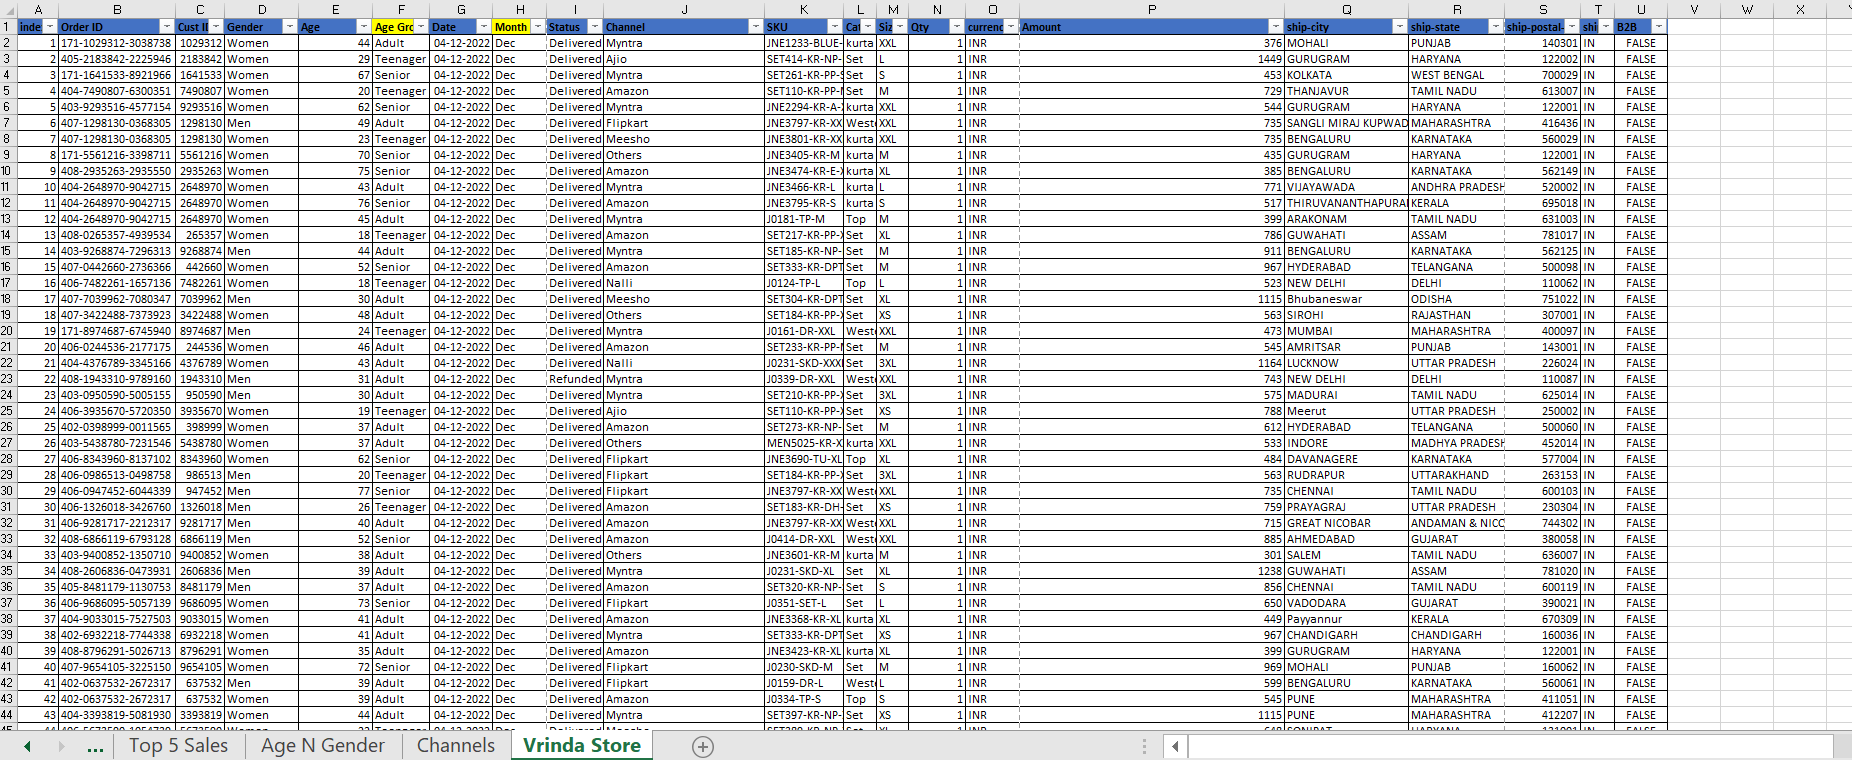 A B C D E F G H I J K L M N O P Q R S T U V W X
1 inde Order ID Cust II Gender Age Age Grc Date Month Status Channel SKU Cat Siz Qty currenc Amount ship-city ship-state ship-postal- shi B2B
2 1 171-1029312-3038738 1029312 Women 44 Adult 04-12-2022 Dec Delivered Myntra JNE1233-BLUE- kurta XXL 1 INR 376 MOHALI PUNJAB 140301 IN FALSE
3 2 405-2183842-2225946 2183842 Women 29 Teenager 04-12-2022 Dec Delivered Ajio SET414-KR-NP- Set L 1 INR 1449 GURUGRAM HARYANA 122002 IN FALSE
4 3 171-1641533-8921966 1641533 Women 67 Senior 04-12-2022 Dec Delivered Myntra SET261-KR-PP-S Set S 1 INR 453 KOLKATA WEST BENGAL 700029 IN FALSE
5 4 404-7490807-6300351 7490807 Women 20 Teenager 04-12-2022 Dec Delivered Amazon SET110-KR-PP-M Set M 1 INR 729 THANJAVUR TAMIL NADU 613007 IN FALSE
6 5 403-9293516-4577154 9293516 Women 62 Senior 04-12-2022 Dec Delivered Myntra JNE2294-KR-A-X kurta XXL 1 INR 544 GURUGRAM HARYANA 122001 IN FALSE
7 6 407-1298130-0368305 1298130 Men 49 Adult 04-12-2022 Dec Delivered Flipkart JNE3797-KR-XX West XXL 1 INR 735 SANGLI MIRAJ KUPWAD MAHARASHTRA 416436 IN FALSE
8 7 407-1298130-0368305 1298130 Women 23 Teenager 04-12-2022 Dec Delivered Meesho JNE3801-KR-XX kurta XXL 1 INR 735 BENGALURU KARNATAKA 560029 IN FALSE
9 8 171-5561216-3398711 5561216 Women 70 Senior 04-12-2022 Dec Delivered Others JNE3405-KR-M kurta M 1 INR 435 GURUGRAM HARYANA 122001 IN FALSE
10 9 408-2935263-2935550 2935263 Women 75 Senior 04-12-2022 Dec Delivered Amazon JNE3474-KR-E-X kurta XL 1 INR 385 BENGALURU KARNATAKA 562149 IN FALSE
11 10 404-2648970-9042715 2648970 Women 43 Adult 04-12-2022 Dec Delivered Myntra JNE3466-KR-L kurta L 1 INR 771 VIJAYAWADA ANDHRA PRADESH 520002 IN FALSE
12 11 404-2648970-9042715 2648970 Women 76 Senior 04-12-2022 Dec Delivered Amazon JNE3795-KR-S kurta S 1 INR 517 THIRUVANANTHAPURAI KERALA 695018 IN FALSE
13 12 404-2648970-9042715 2648970 Women 45 Adult 04-12-2022 Dec Delivered Myntra J0181-TP-M Top M 1 INR 399 ARAKONAM TAMIL NADU 631003 IN FALSE
14 13 408-0265357-4939534 265357 Women 18 Teenager 04-12-2022 Dec Delivered Amazon SET217-KR-PP-X Set XL 1 INR 786 GUWAHATI ASSAM 781017 IN FALSE
15 14 403-9268874-7296313 9268874 Men 44 Adult 04-12-2022 Dec Delivered Myntra SET185-KR-NP- Set M 1 INR 911 BENGALURU KARNATAKA 562125 IN FALSE
16 15 407-0442660-2736366 442660 Women 52 Senior 04-12-2022 Dec Delivered Amazon SET333-KR-DPT Set M 1 INR 967 HYDERABAD TELANGANA 500098 IN FALSE
17 16 406-7482261-1657136 7482261 Women 18 Teenager 04-12-2022 Dec Delivered Nalli J0124-TP-L Top L 1 INR 523 NEW DELHI DELHI 110062 IN FALSE
18 17 407-7039962-7080347 7039962 Men 30 Adult 04-12-2022 Dec Delivered Meesho SET304-KR-DPT Set XL 1 INR 1115 Bhubaneswar ODISHA 751022 IN FALSE
19 18 407-3422488-7373923 3422488 Women 48 Adult 04-12-2022 Dec Delivered Others SET184-KR-PP-X Set XS 1 INR 563 SIROHI RAJASTHAN 307001 IN FALSE
20 19 171-8974687-6745940 8974687 Men 24 Teenager 04-12-2022 Dec Delivered Myntra J0161-DR-XXL West XXL 1 INR 473 MUMBAI MAHARASHTRA 400097 IN FALSE
21 20 406-0244536-2177175 244536 Women 46 Adult 04-12-2022 Dec Delivered Amazon SET233-KR-PP-M Set M 1 INR 545 AMRITSAR PUNJAB 143001 IN FALSE
22 21 404-4376789-3345166 4376789 Women 43 Adult 04-12-2022 Dec Delivered Nalli J0231-SKD-XXXI Set 3XL 1 INR 1164 LUCKNOW UTTAR PRADESH 226024 IN FALSE
23 22 408-1943310-9789160 1943310 Men 31 Adult 04-12-2022 Dec Refunded Myntra J0339-DR-XXL West XXL 1 INR 743 NEW DELHI DELHI 110087 IN FALSE
24 23 403-0950590-5005155 950590 Men 30 Adult 04-12-2022 Dec Delivered Myntra SET210-KR-PP-X Set 3XL 1 INR 575 MADURAI TAMIL NADU 625014 IN FALSE
25 24 406-3935670-5720350 3935670 Women 19 Teenager 04-12-2022 Dec Delivered Ajio SET110-KR-PP-X Set XS 1 INR 788 Meerut UTTAR PRADESH 250002 IN FALSE
26 25 402-0398999-0011565 398999 Women 37 Adult 04-12-2022 Dec Delivered Amazon SET273-KR-NP- Set M 1 INR 612 HYDERABAD TELANGANA 500060 IN FALSE
27 26 403-5438780-7231546 5438780 Women 37 Adult 04-12-2022 Dec Delivered Others MEN5025-KR-X kurta XXL 1 INR 533 INDORE MADHYA PRADESH 452014 IN FALSE
28 27 406-8343960-8137102 8343960 Women 62 Senior 04-12-2022 Dec Delivered Flipkart JNE3690-TU-XL Top XL 1 INR 484 DAVANAGERE KARNATAKA 577004 IN FALSE
29 28 406-0986513-0498758 986513 Men 20 Teenager 04-12-2022 Dec Delivered Flipkart SET184-KR-PP-X Set 3XL 1 INR 563 RUDRAPUR UTTARAKHAND 263153 IN FALSE
30 29 406-0947452-6044339 947452 Men 77 Senior 04-12-2022 Dec Delivered Flipkart JNE3797-KR-XX West XXL 1 INR 735 CHENNAI TAMIL NADU 600103 IN FALSE
31 30 406-1326018-3426760 1326018 Men 26 Teenager 04-12-2022 Dec Delivered Amazon SET183-KR-DH- Set XS 1 INR 759 PRAYAGRAJ UTTAR PRADESH 230304 IN FALSE
32 31 406-9281717-2212317 9281717 Men 40 Adult 04-12-2022 Dec Delivered Amazon JNE3797-KR-XX West XXL 1 INR 715 GREAT NICOBAR ANDAMAN & NICC 744302 IN FALSE
33 32 408-6866119-6793128 6866119 Men 52 Senior 04-12-2022 Dec Delivered Amazon J0414-DR-XXL West XXL 1 INR 885 AHMEDABAD GUJARAT 380058 IN FALSE
34 33 403-9400852-1350710 9400852 Women 38 Adult 04-12-2022 Dec Delivered Others JNE3601-KR-M kurta M 1 INR 301 SALEM TAMIL NADU 636007 IN FALSE
35 34 408-2606836-0473931 2606836 Men 39 Adult 04-12-2022 Dec Delivered Myntra J0231-SKD-XL Set XL 1 INR 1238 GUWAHATI ASSAM 781020 IN FALSE
36 35 405-8481179-1130753 8481179 Men 37 Adult 04-12-2022 Dec Delivered Amazon SET320-KR-NP- Set S 1 INR 856 CHENNAI TAMIL NADU 600119 IN FALSE
37 36 406-9686095-5057139 9686095 Women 73 Senior 04-12-2022 Dec Delivered Flipkart J0351-SET-L Set L 1 INR 650 VADODARA GUJARAT 390021 IN FALSE
38 37 404-9033015-7527503 9033015 Women 41 Adult 04-12-2022 Dec Delivered Amazon JNE3368-KR-XL kurta XL 1 INR 449 Payyannur KERALA 670309 IN FALSE
39 38 402-6932218-7744338 6932218 Women 41 Adult 04-12-2022 Dec Delivered Myntra SET333-KR-DPT Set XS 1 INR 967 CHANDIGARH CHANDIGARH 160036 IN FALSE
40 39 408-8796291-5026713 8796291 Women 35 Adult 04-12-2022 Dec Delivered Amazon JNE3423-KR-XL kurta XL 1 INR 399 GURUGRAM HARYANA 122001 IN FALSE
41 40 407-9654105-3225150 9654105 Women 72 Senior 04-12-2022 Dec Delivered Flipkart J0230-SKD-M Set M 1 INR 969 MOHALI PUNJAB 160062 IN FALSE
42 41 402-0637532-2672317 637532 Men 39 Adult 04-12-2022 Dec Delivered Flipkart J0159-DR-L West L 1 INR 599 BENGALURU KARNATAKA 560061 IN FALSE
43 42 402-0637532-2672317 637532 Women 39 Adult 04-12-2022 Dec Delivered Amazon J0334-TP-S Top S 1 INR 545 PUNE MAHARASHTRA 411051 IN FALSE
44 43 404-3393819-5081930 3393819 Women 44 Adult 04-12-2022 Dec Delivered Myntra SET397-KR-NP- Set XS 1 INR 1115 PUNE MAHARASHTRA 412207 IN FALSE
... Top 5 Sales Age N Gender Channels Vrinda Store